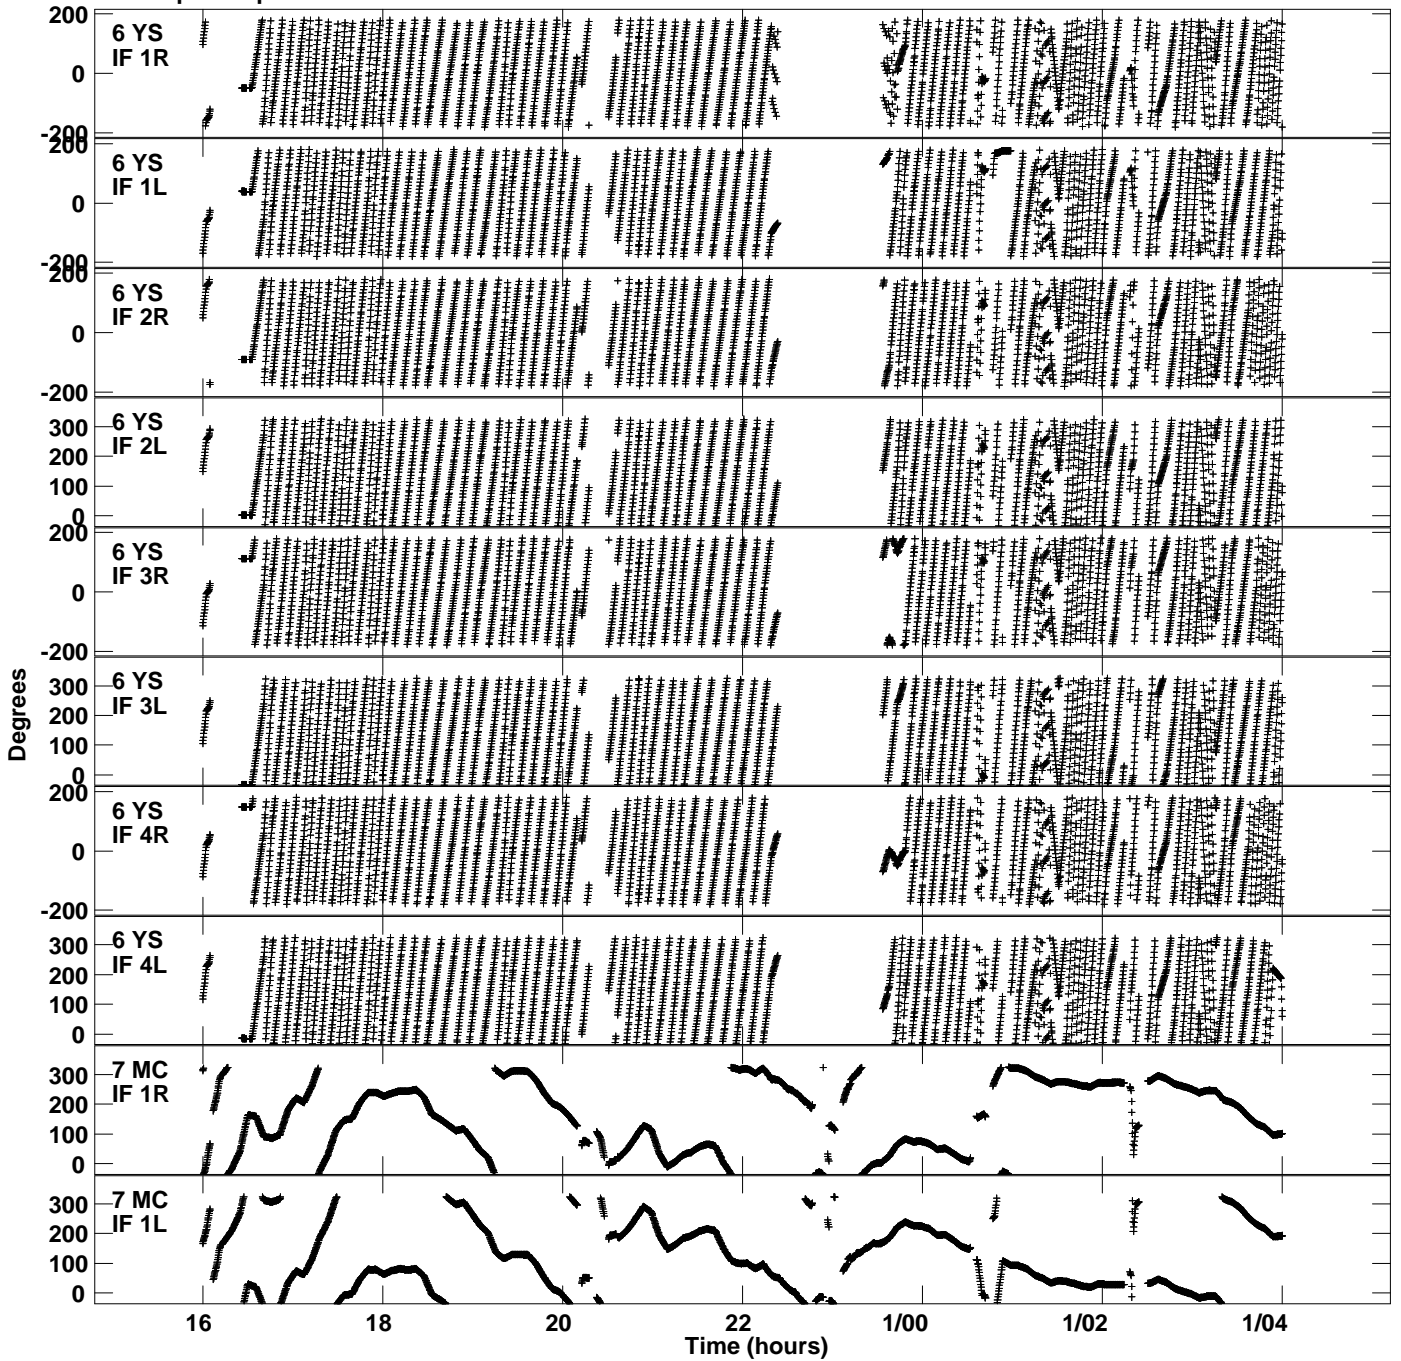 200
6 YS
IF 1R
0
-200
200
6 YS
IF 1L
0
-200
200
6 YS
IF 2R
0
-200
6 YS
IF 2L
300
200
100
0
200
6 YS
IF 3R
0
-200
6 YS
IF 3L
300
200
100
0
200
6 YS
IF 4R
0
-200
6 YS
IF 4L
300
200
100
0
7 MC
IF 1R
300
200
100
0
7 MC
IF 1L
300
200
100
0
Degrees
16 18 20 22 1/00 1/02 1/04
Time (hours)